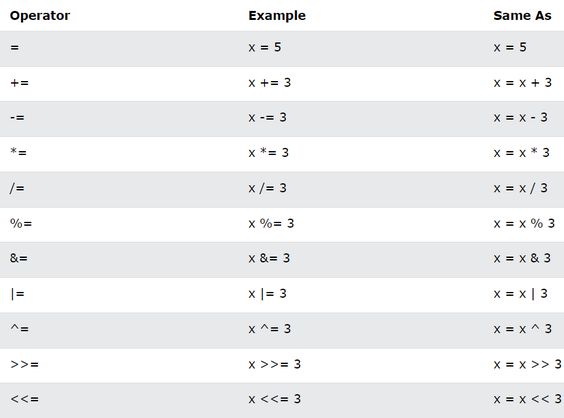 Operator Example Same As
= x = 5 x = 5
+= x += 3 x = x + 3
-= x -= 3 x = x - 3
*= x *= 3 x = x * 3
/= x /= 3 x = x / 3
%= x %= 3 x = x % 3
&= x &= 3 x = x & 3
|= x |= 3 x = x | 3
^= x ^= 3 x = x ^ 3
>>= x >>= 3 x = x >> 3
<<= x <<= 3 x = x << 3